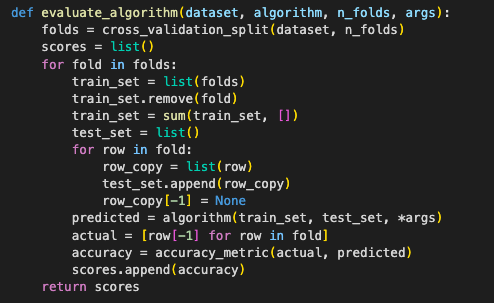 def evaluate_algorithm(dataset, algorithm, n_folds, args):
    folds = cross_validation_split(dataset, n_folds)
    scores = list()
    for fold in folds:
        train_set = list(folds)
        train_set.remove(fold)
        train_set = sum(train_set, [])
        test_set = list()
        for row in fold:
            row_copy = list(row)
            test_set.append(row_copy)
            row_copy[-1] = None
        predicted = algorithm(train_set, test_set, *args)
        actual = [row[-1] for row in fold]
        accuracy = accuracy_metric(actual, predicted)
        scores.append(accuracy)
    return scores